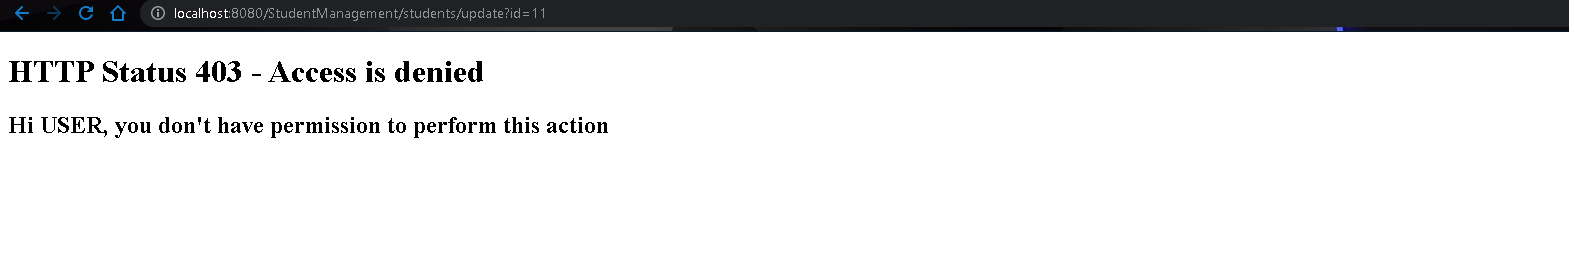 localhost:8080/StudentManagement/students/update?id=11
HTTP Status 403 - Access is denied
Hi USER, you don't have permission to perform this action